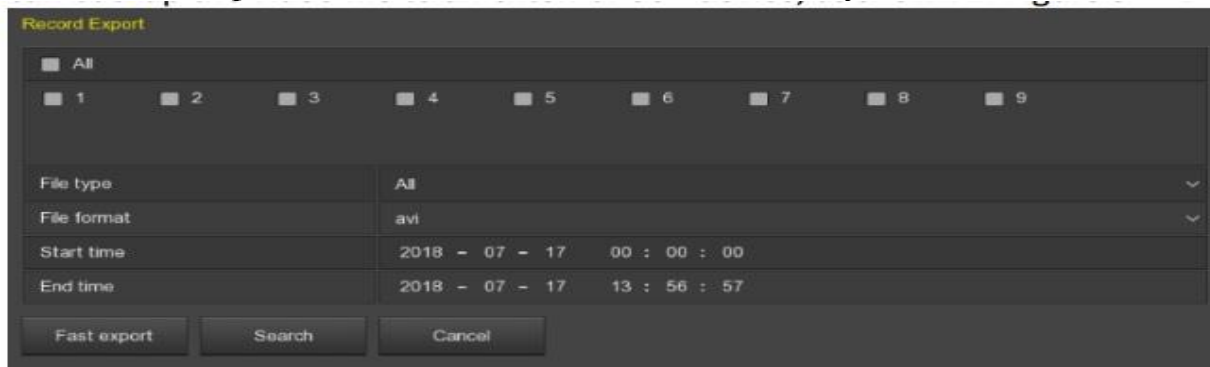 Record Export
All
1 2 3 4 5 6 7 8 9
File type All
File format avi
Start time 2018 - 07 - 17 00 : 00 : 00
End time 2018 - 07 - 17 13 : 56 : 57
Fast export Search Cancel